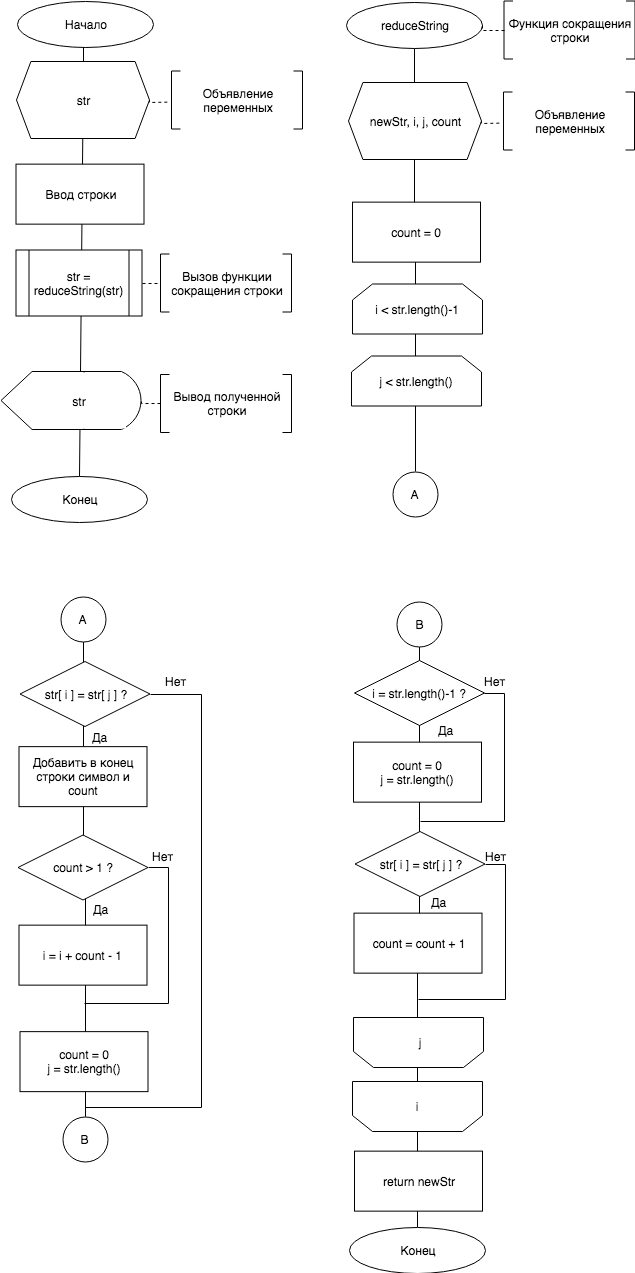 Начало
str
Объявление
переменных
Ввод строки
str =
reduceString(str)
Вызов функции
сокращения строки
str
Вывод полученной
строки
Конец
reduceString
Функция сокращения
строки
newStr, i, j, count
Объявление
переменных
count = 0
i < str.length()-1
j < str.length()
A
A
str[ i ] = str[ j ] ?
Нет
Да
Добавить в конец
строки символ и
count
count > 1 ?
Нет
Да
i = i + count - 1
count = 0
j = str.length()
B
B
i = str.length()-1 ?
Нет
Да
count = 0
j = str.length()
str[ i ] = str[ j ] ?
Нет
Да
count = count + 1
j
i
return newStr
Конец